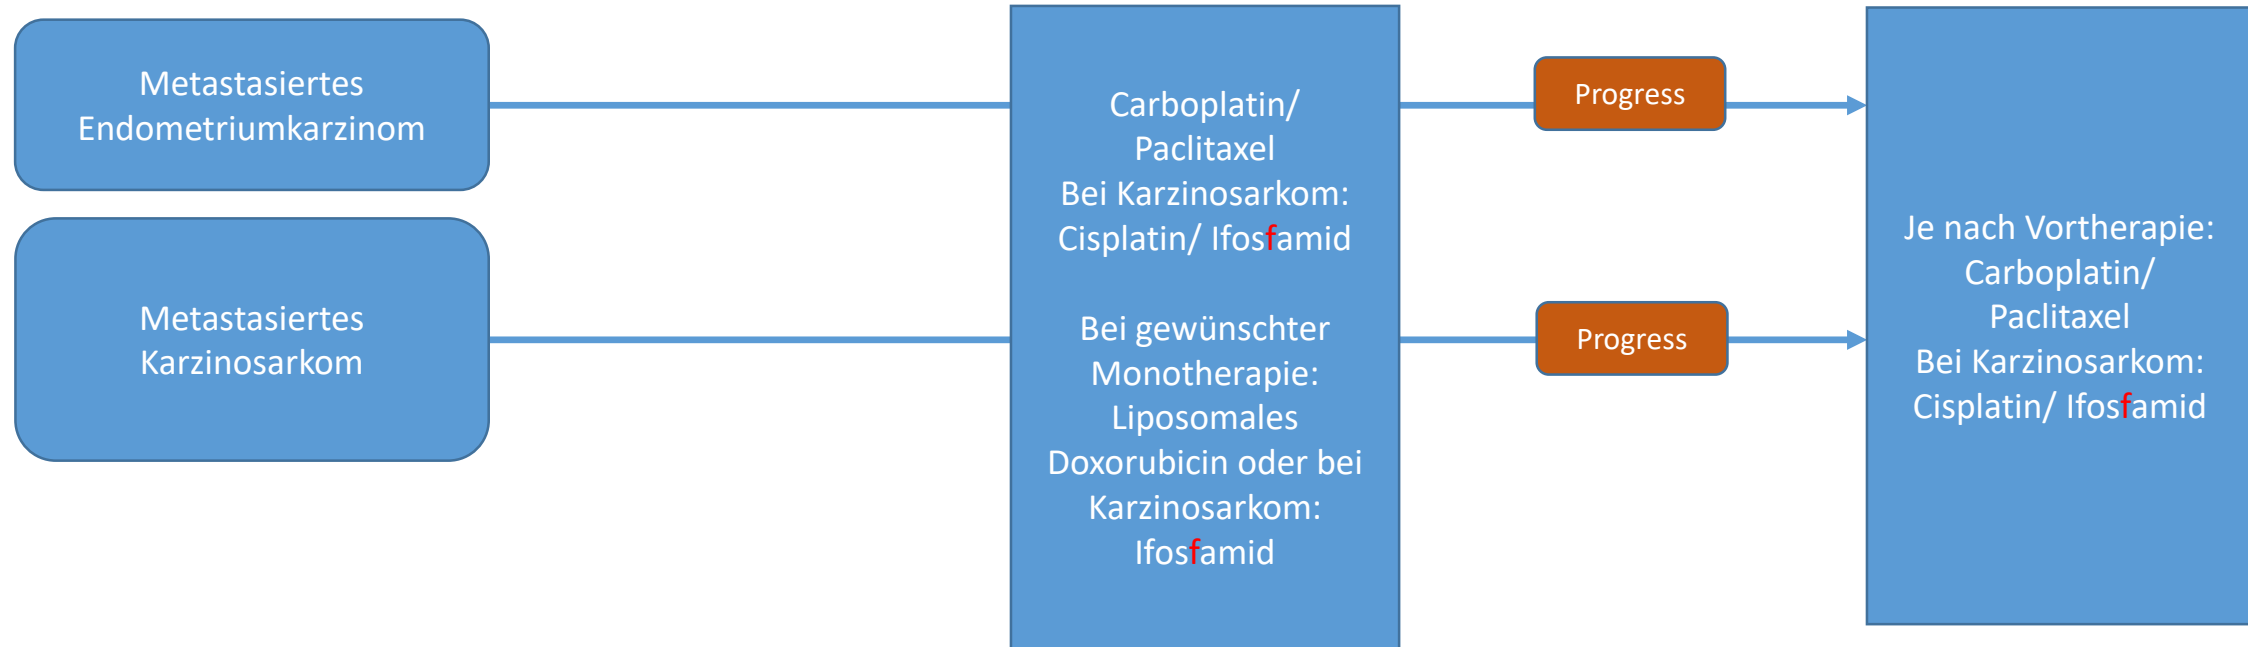 Metastasiertes
Endometriumkarzinom
Metastasiertes
Karzinosarkom
Carboplatin/
Paclitaxel
Bei Karzinosarkom:
Cisplatin/ Ifosfamid
Bei gewünschter
Monotherapie:
Liposomales
Doxorubicin oder bei
Karzinosarkom:
Ifosfamid
Progress
Progress
Je nach Vortherapie:
Carboplatin/
Paclitaxel
Bei Karzinosarkom:
Cisplatin/ Ifosfamid